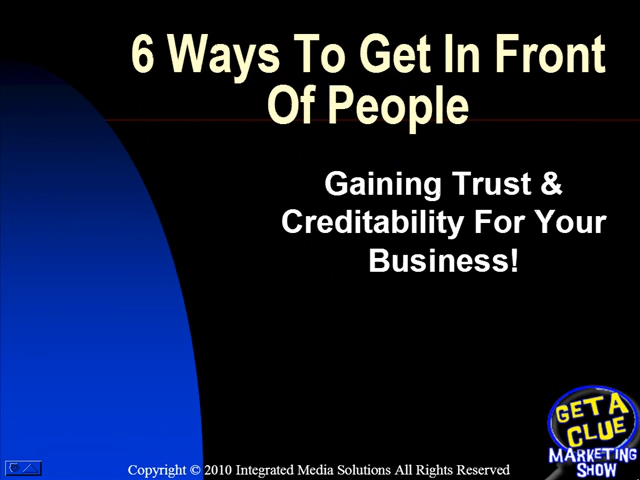 6 Ways To Get In Front
Of People
Gaining Trust &
Creditability For Your
Business!
GET A
CLUE
MARKETING
SHOW
Copyright © 2010 Integrated Media Solutions All Rights Reserved